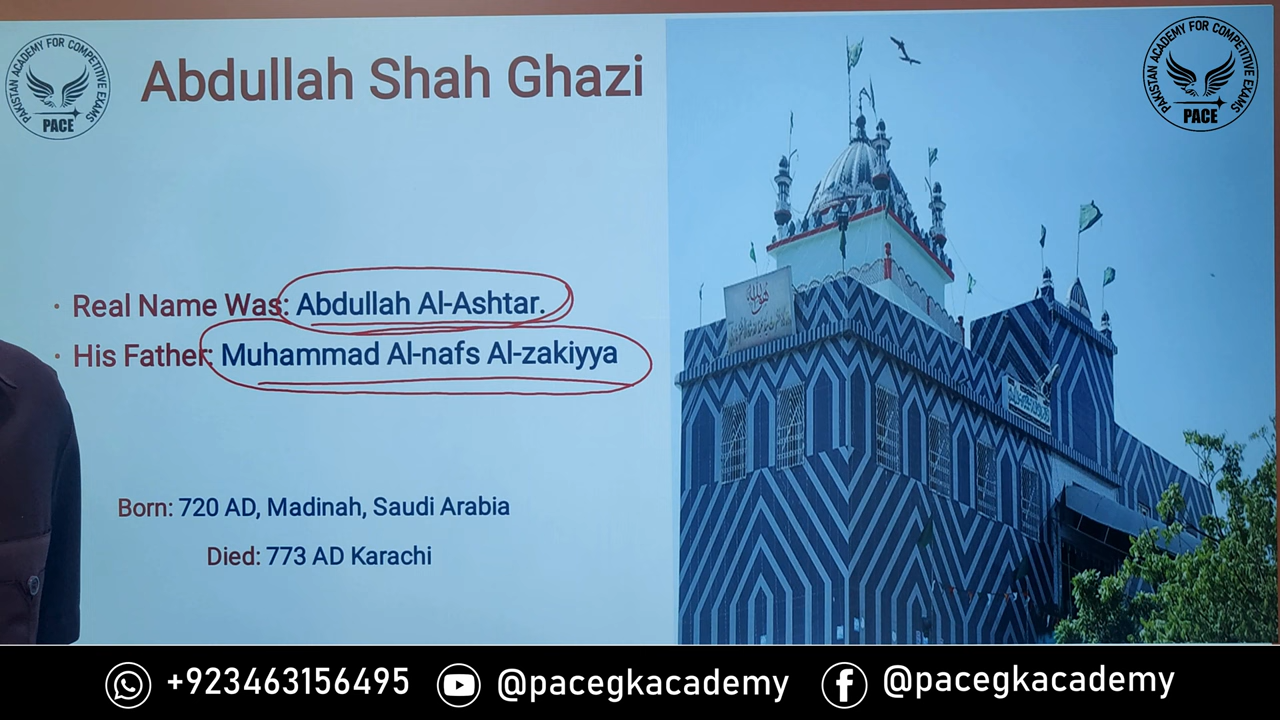 PAKISTAN ACADEMY FOR COMPETITIVE EXAMS
PACE
Abdullah Shah Ghazi
PAKISTAN ACADEMY FOR COMPETITIVE EXAMS
PACE
• Real Name Was: Abdullah Al-Ashtar.
• His Father: Muhammad Al-nafs Al-zakiyya
Born: 720 AD, Madinah, Saudi Arabia
Died: 773 AD Karachi
+923463156495
@pacegkacademy
@pacegkacademy